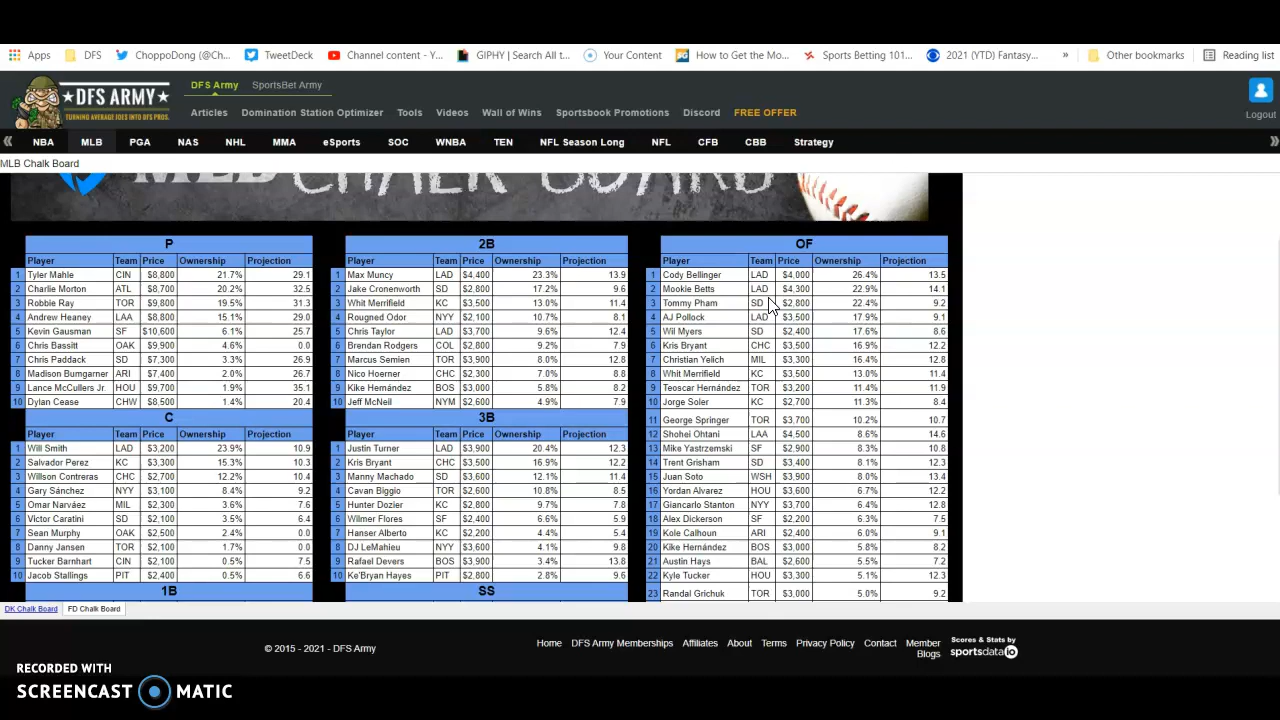 Apps DFS ChoppoDong (@Ch... TweetDeck Channel content - Y... GIPHY | Search All t... Your Content How to Get the Mo... Sports Betting 101... 2021 (YTD) Fantasy... » Other bookmarks Reading list
DFS ARMY
TURNING AVERAGE JOES INTO DFS PROS.
DFS Army SportsBet Army
Articles Domination Station Optimizer Tools Videos Wall of Wins Sportsbook Promotions Discord FREE OFFER
Logout
« NBA MLB PGA NAS NHL MMA eSports SOC WNBA TEN NFL Season Long NFL CFB CBB Strategy »
MLB Chalk Board
MLB CHALK BOARD
P
Player Team Price Ownership Projection
1 Tyler Mahle CIN $8,800 21.7% 29.1
2 Charlie Morton ATL $8,700 20.2% 32.5
3 Robbie Ray TOR $9,800 19.5% 31.3
4 Andrew Heaney LAA $8,800 15.1% 29.0
5 Kevin Gausman SF $10,600 6.1% 25.7
6 Chris Bassitt OAK $9,900 4.6% 0.0
7 Chris Paddack SD $7,300 3.3% 26.9
8 Madison Bumgarner ARI $7,400 2.0% 26.7
9 Lance McCullers Jr. HOU $9,700 1.9% 35.1
10 Dylan Cease CHW $8,500 1.4% 20.4
C
Player Team Price Ownership Projection
1 Will Smith LAD $3,200 23.9% 10.9
2 Salvador Perez KC $3,300 15.3% 10.3
3 Willson Contreras CHC $2,700 12.2% 10.4
4 Gary Sánchez NYY $3,100 8.4% 9.2
5 Omar Narváez MIL $2,300 3.6% 7.6
6 Victor Caratini SD $2,100 3.5% 6.4
7 Sean Murphy OAK $2,500 2.4% 0.0
8 Danny Jansen TOR $2,100 1.7% 0.0
9 Tucker Barnhart CIN $2,100 0.5% 7.5
10 Jacob Stallings PIT $2,400 0.5% 6.6
1B
2B
Player Team Price Ownership Projection
1 Max Muncy LAD $4,400 23.3% 13.9
2 Jake Cronenworth SD $2,800 17.2% 9.6
3 Whit Merrifield KC $3,500 13.0% 11.4
4 Rougned Odor NYY $2,100 10.7% 8.1
5 Chris Taylor LAD $3,700 9.6% 12.4
6 Brendan Rodgers COL $2,800 9.2% 7.9
7 Marcus Semien TOR $3,900 8.0% 12.8
8 Nico Hoerner CHC $2,300 7.0% 8.8
9 Kike Hernández BOS $3,000 5.8% 8.2
10 Jeff McNeil NYM $2,600 4.9% 7.9
3B
Player Team Price Ownership Projection
1 Justin Turner LAD $3,900 20.4% 12.3
2 Kris Bryant CHC $3,500 16.9% 12.2
3 Manny Machado SD $3,600 12.1% 11.4
4 Cavan Biggio TOR $2,600 10.8% 8.5
5 Hunter Dozier KC $2,800 9.7% 7.8
6 Wilmer Flores SF $2,400 6.6% 5.9
7 Hanser Alberto KC $2,200 4.4% 5.4
8 DJ LeMahieu NYY $3,600 4.1% 9.8
9 Rafael Devers BOS $3,900 3.4% 13.8
10 Ke'Bryan Hayes PIT $2,800 2.8% 9.6
SS
OF
Player Team Price Ownership Projection
1 Cody Bellinger LAD $4,000 26.4% 13.5
2 Mookie Betts LAD $4,300 22.9% 14.1
3 Tommy Pham SD $2,800 22.4% 9.2
4 AJ Pollock LAD $3,500 17.9% 9.1
5 Wil Myers SD $2,400 17.6% 8.6
6 Kris Bryant CHC $3,500 16.9% 12.2
7 Christian Yelich MIL $3,300 16.4% 12.8
8 Whit Merrifield KC $3,500 13.0% 11.4
9 Teoscar Hernández TOR $3,200 11.4% 11.9
10 Jorge Soler KC $2,700 11.3% 8.4
11 George Springer TOR $3,700 10.2% 10.7
12 Shohei Ohtani LAA $4,500 8.6% 14.6
13 Mike Yastrzemski SF $2,900 8.3% 10.8
14 Trent Grisham SD $3,400 8.1% 12.3
15 Juan Soto WSH $3,900 8.0% 13.4
16 Yordan Alvarez HOU $3,600 6.7% 12.2
17 Giancarlo Stanton NYY $3,700 6.4% 12.8
18 Alex Dickerson SF $2,200 6.3% 7.5
19 Kole Calhoun ARI $2,400 6.0% 9.1
20 Kike Hernández BOS $3,000 5.8% 8.2
21 Austin Hays BAL $2,600 5.5% 7.2
22 Kyle Tucker HOU $3,300 5.1% 12.3
23 Randal Grichuk TOR $3,000 5.0% 9.2
DK Chalk Board FD Chalk Board
© 2015 - 2021 - DFS Army
Home DFS Army Memberships Affiliates About Terms Privacy Policy Contact Member Blogs
Scores & Stats by
sportsdata io
RECORDED WITH
SCREENCAST MATIC